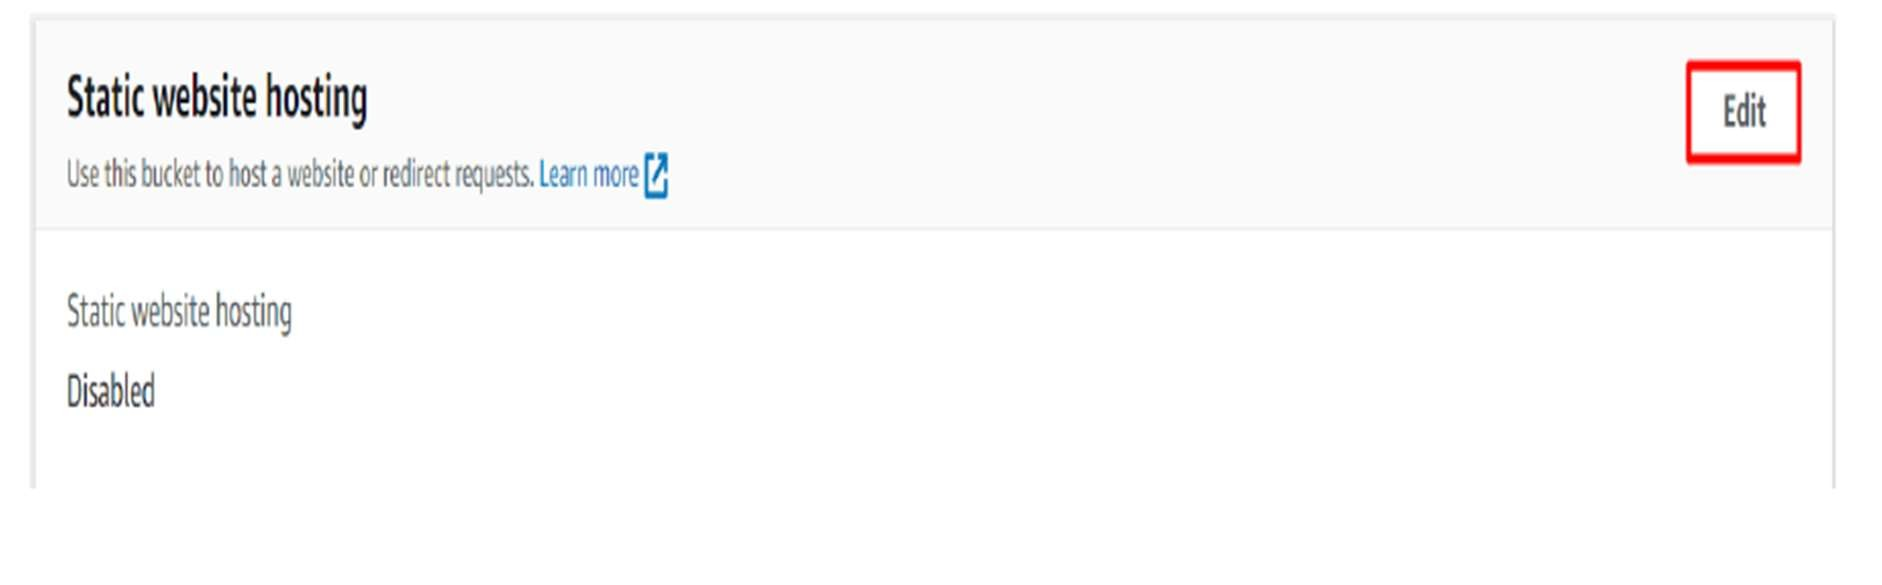 Static website hosting
Edit
Use this bucket to host a website or redirect requests. Learn more
Static website hosting
Disabled